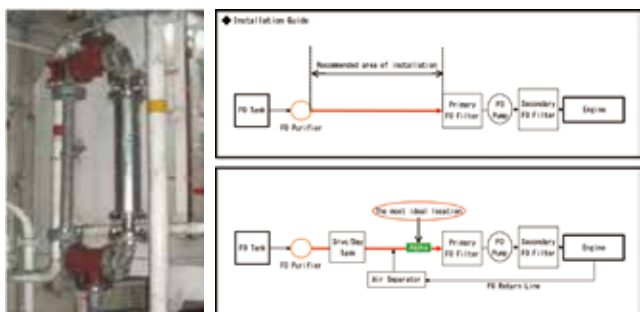 Installation Guide
Recommended area of installation
FO Tank
FO Purifier
Primary
FO Filter
FO
Pump
Secondary
FO Filter
Engine
The most ideal location
FO Tank
FO Purifier
Srvc/Day
Tank
Alpha
Primary
FO Filter
FO
Pump
Secondary
FO Filter
Engine
Air Separator
FO Return Line